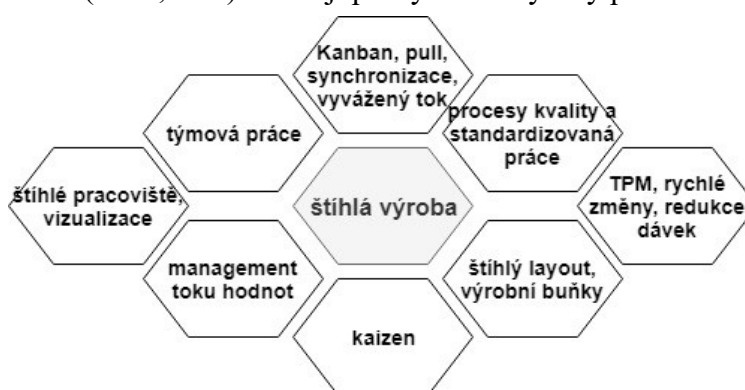 Kanban, pull,
synchronizace,
vyvážený tok
týmová práce
procesy kvality a
standardizovaná
práce
štíhlé pracoviště,
vizualizace
štíhlá výroba
TPM, rychlé
změny, redukce
dávek
management
toku hodnot
štíhlý layout,
výrobní buňky
kaizen